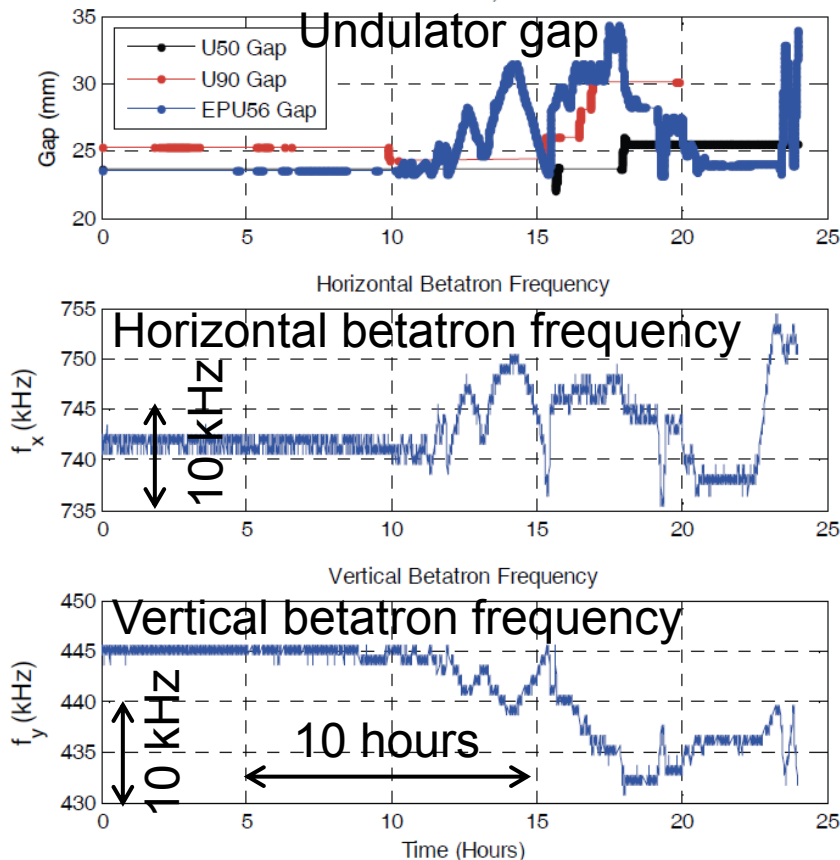 Undulator gap
35
U50 Gap
U90 Gap
EPU56 Gap
30
25
20
Gap (mm)
0 5 10 15 20 25
Horizontal Betatron Frequency
Horizontal betatron frequency
755
750
745
740
735
f_x (kHz)
10 kHz
0 5 10 15 20 25
Vertical Betatron Frequency
Vertical betatron frequency
450
445
440
435
430
f_y (kHz)
10 kHz
10 hours
0 5 10 15 20 25
Time (Hours)